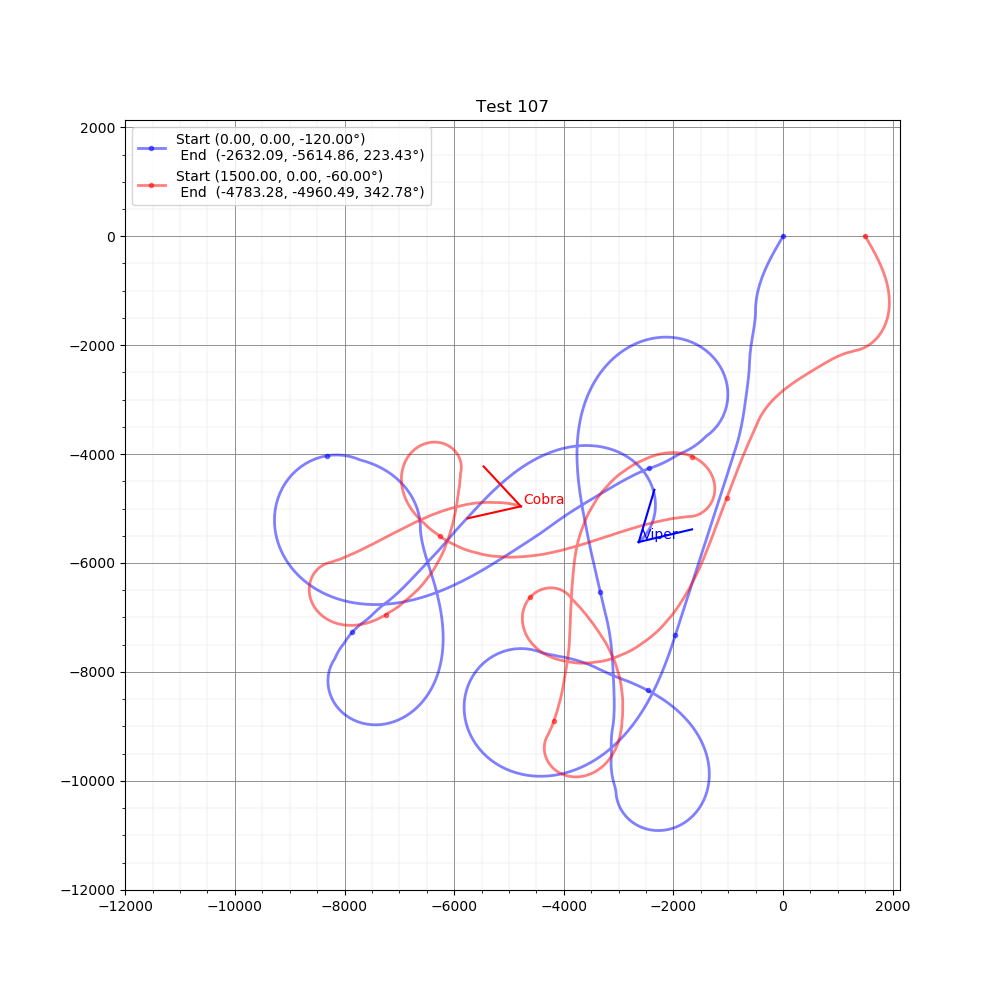 Test 107
Start (0.00, 0.00, -120.00°)
End  (-2632.09, -5614.86, 223.43°)
Start (1500.00, 0.00, -60.00°)
End  (-4783.28, -4960.49, 342.78°)
2000
0
−2000
−4000
−6000
−8000
−10000
−12000
Cobra
Viper
−12000 −10000 −8000 −6000 −4000 −2000 0 2000